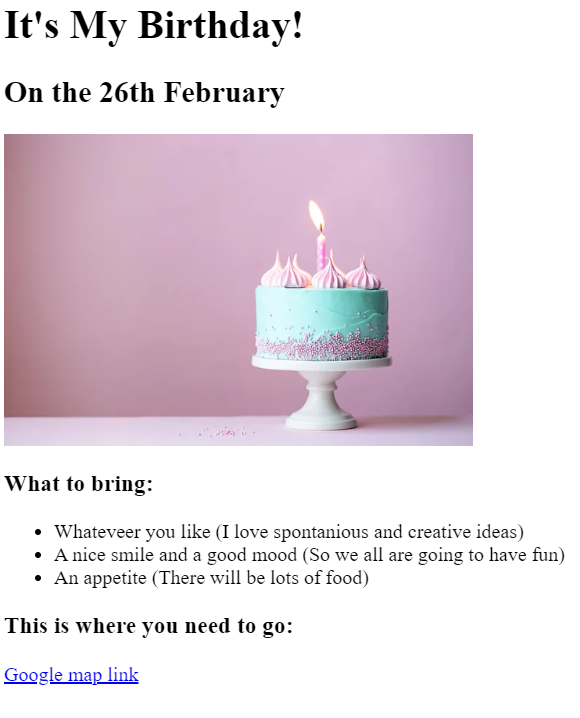 It's My Birthday!
On the 26th February
What to bring:
Whateveer you like (I love spontanious and creative ideas)
A nice smile and a good mood (So we all are going to have fun)
An appetite (There will be lots of food)
This is where you need to go:
Google map link